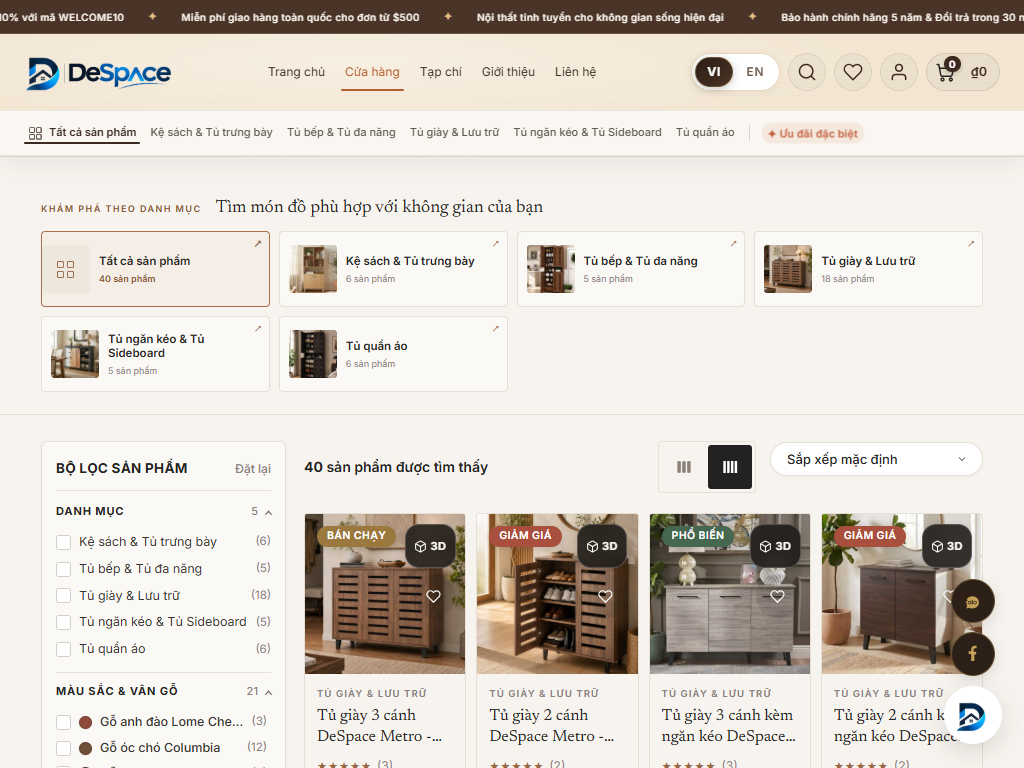 10% với mã WELCOME10 ✦ Miễn phí giao hàng toàn quốc cho đơn từ $500 ✦ Nội thất tinh tuyển cho không gian sống hiện đại ✦ Bảo hành chính hãng 5 năm & Đổi trả trong 30 n
DeSpace
Trang chủ Cửa hàng Tạp chí Giới thiệu Liên hệ
VI EN
0
₫0
Tất cả sản phẩm Kệ sách & Tủ trưng bày Tủ bếp & Tủ đa năng Tủ giày & Lưu trữ Tủ ngăn kéo & Tủ Sideboard Tủ quần áo ✦ Ưu đãi đặc biệt
KHÁM PHÁ THEO DANH MỤC Tìm món đồ phù hợp với không gian của bạn
Tất cả sản phẩm
40 sản phẩm
Kệ sách & Tủ trưng bày
6 sản phẩm
Tủ bếp & Tủ đa năng
5 sản phẩm
Tủ giày & Lưu trữ
18 sản phẩm
Tủ ngăn kéo & Tủ
Sideboard
5 sản phẩm
Tủ quần áo
6 sản phẩm
BỘ LỌC SẢN PHẨM Đặt lại
DANH MỤC 5
Kệ sách & Tủ trưng bày (6)
Tủ bếp & Tủ đa năng (5)
Tủ giày & Lưu trữ (18)
Tủ ngăn kéo & Tủ Sideboard (5)
Tủ quần áo (6)
MÀU SẮC & VÂN GỖ 21
Gỗ anh đào Lome Che... (3)
Gỗ óc chó Columbia (12)
40 sản phẩm được tìm thấy
Sắp xếp mặc định
BÁN CHẠY 3D
TỦ GIÀY & LƯU TRỮ
Tủ giày 3 cánh
DeSpace Metro -...
★★★★★ (3)
GIẢM GIÁ 3D
TỦ GIÀY & LƯU TRỮ
Tủ giày 2 cánh
DeSpace Metro -...
★★★★★ (2)
PHỔ BIẾN 3D
TỦ GIÀY & LƯU TRỮ
Tủ giày 3 cánh kèm
ngăn kéo DeSpace...
★★★★★ (3)
GIẢM GIÁ 3D
TỦ GIÀY & LƯU TRỮ
Tủ giày 2 cánh k
ngăn kéo DeSpace
★★★★★ (2)
Zalo